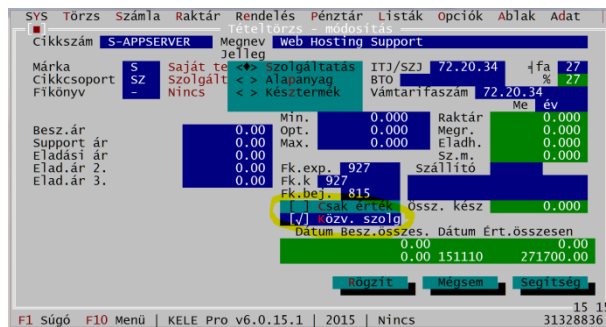 SYS Törzs Számla Raktár Rendelés Pénztár Listák Opciók Ablak Adat
Tételtörzs - módosítás
Cikkszám S-APPSERVER Megnev Web Hosting Support
Jelleg
Márka S Saját te <♦> Szolgáltatás ITJ/SZJ 72.20.34 ╡fa 27
Cikkcsoport SZ Szolgált < > Alapanyag BTO % 27
Fikönyv - Nincs < > Késztermék Vámtarifaszám 72.20.34
Me év
Min. 0.000 Raktár 0.000
Besz.ár 0.00 Opt. 0.000 Megr. 0.000
Support ár 0.00 Max. 0.000 Eladh. 0.000
Eladási ár 0.00 Sz.m. 0.000
Elad.ár 2. 0.00 Fk.exp. 927 Szállító
Elad.ár 3. 0.00 Fk.k 927
Fk.bej. 815
[ ] Csak érték Össz. kész 0.000
[√] Közv. szolg
Dátum Besz.összes. Dátum Ért.összesen
0.00 0.00
0.00 151110 271700.00
Rögzít Mégsem Segítség
15 15
F1 Súgó F10 Menü | KELE Pro v6.0.15.1 | 2015 | Nincs 31328836